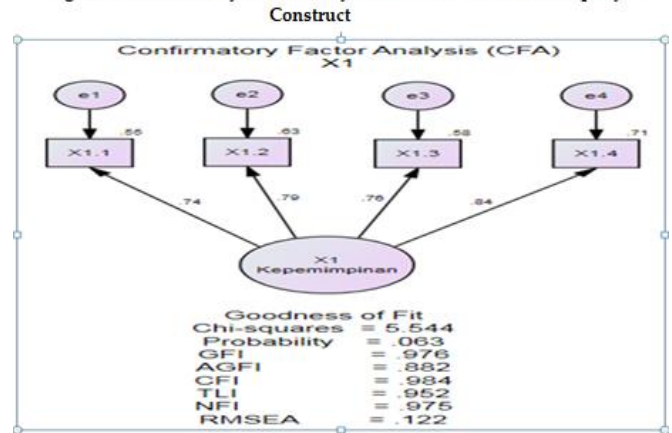 Construct
Confirmatory Factor Analysis (CFA)
X1
e1 e2 e3 e4
.55 .63 .58 .71
X1.1 X1.2 X1.3 X1.4
.74 .79 .76 .84
X1
Kepemimpinan
Goodness of Fit
Chi-squares = 5.544
Probability = .063
GFI = .976
AGFI = .882
CFI = .984
TLI = .952
NFI = .975
RMSEA = .122